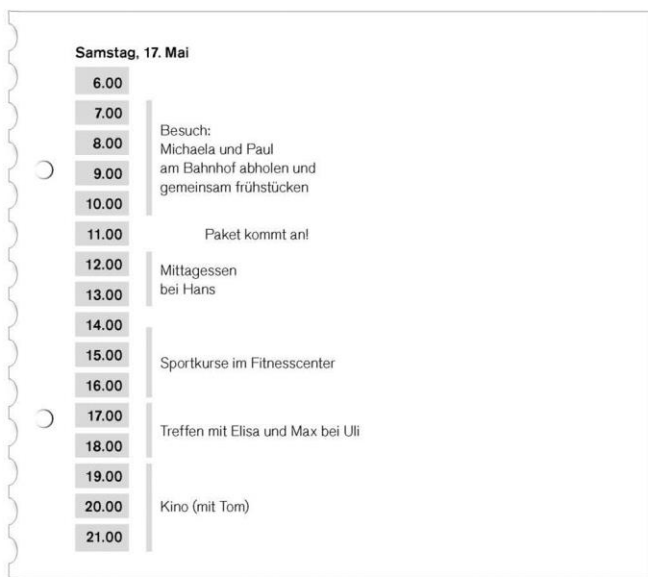 Samstag, 17. Mai
6.00
7.00
8.00
9.00
10.00
Besuch:
Michaela und Paul
am Bahnhof abholen und
gemeinsam frühstücken
11.00
Paket kommt an!
12.00
13.00
Mittagessen
bei Hans
14.00
15.00
16.00
Sportkurse im Fitnesscenter
17.00
18.00
Treffen mit Elisa und Max bei Uli
19.00
20.00
21.00
Kino (mit Tom)